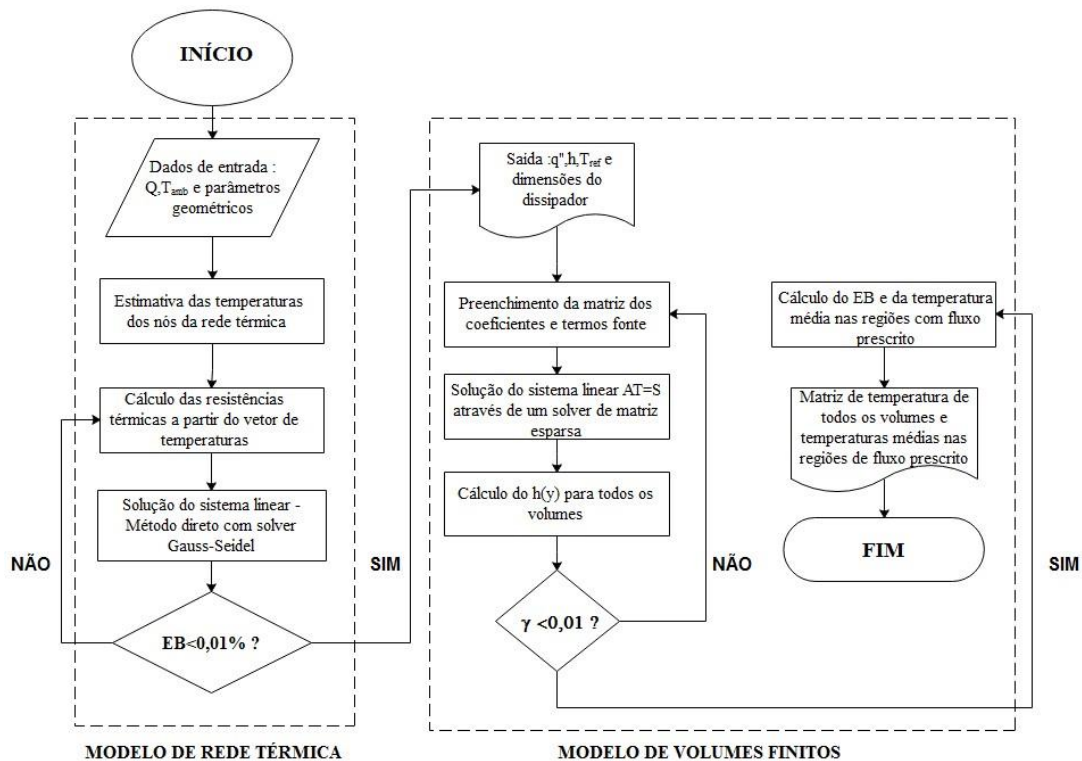 INÍCIO
Dados de entrada :
Q,Tamb e parâmetros
geométricos
Estimativa das temperaturas
dos nós da rede térmica
Cálculo das resistências
térmicas a partir do vetor de
temperaturas
Solução do sistema linear -
Método direto com solver
Gauss-Seidel
NÃO
SIM
EB<0,01% ?
MODELO DE REDE TÉRMICA
Saida :q",h,Tref e
dimensões do
dissipador
Preenchimento da matriz dos
coeficientes e termos fonte
Solução do sistema linear AT=S
através de um solver de matriz
esparsa
Cálculo do h(y) para todos os
volumes
γ <0,01 ?
NÃO
SIM
Cálculo do EB e da temperatura
média nas regiões com fluxo
prescrito
Matriz de temperatura de
todos os volumes e
temperaturas médias nas
regiões de fluxo prescrito
FIM
MODELO DE VOLUMES FINITOS